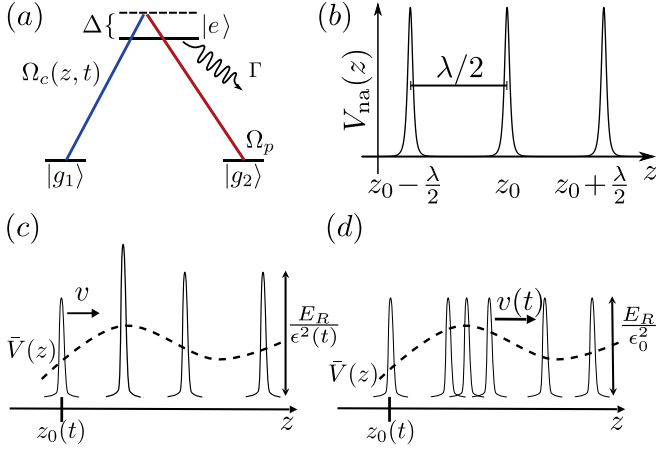 (a)
Δ{
|e⟩
Ω_c(z, t)
Γ
Ω_p
|g_1⟩
|g_2⟩
(b)
V_na(z)
λ/2
z_0 − λ/2
z_0
z_0 + λ/2
z
(c)
v
V̄(z)
E_R/ϵ^2(t)
z_0(t)
z
(d)
v(t)
V̄(z)
E_R/ϵ_0^2
z_0(t)
z